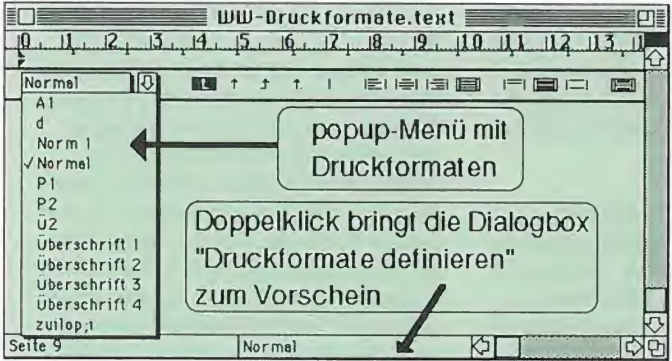 WW-Druckformate.text
0 1 2 3 4 5 6 7 8 9 10 11 12 13
Normal
A1
d
Norm 1
✓Normal
P1
P2
Ü2
Überschrift 1
Überschrift 2
Überschrift 3
Überschrift 4
popup-Menü mit
Druckformaten
Doppelklick bringt die Dialogbox
"Druckformate definieren"
zum Vorschein
Seite 9
Normal